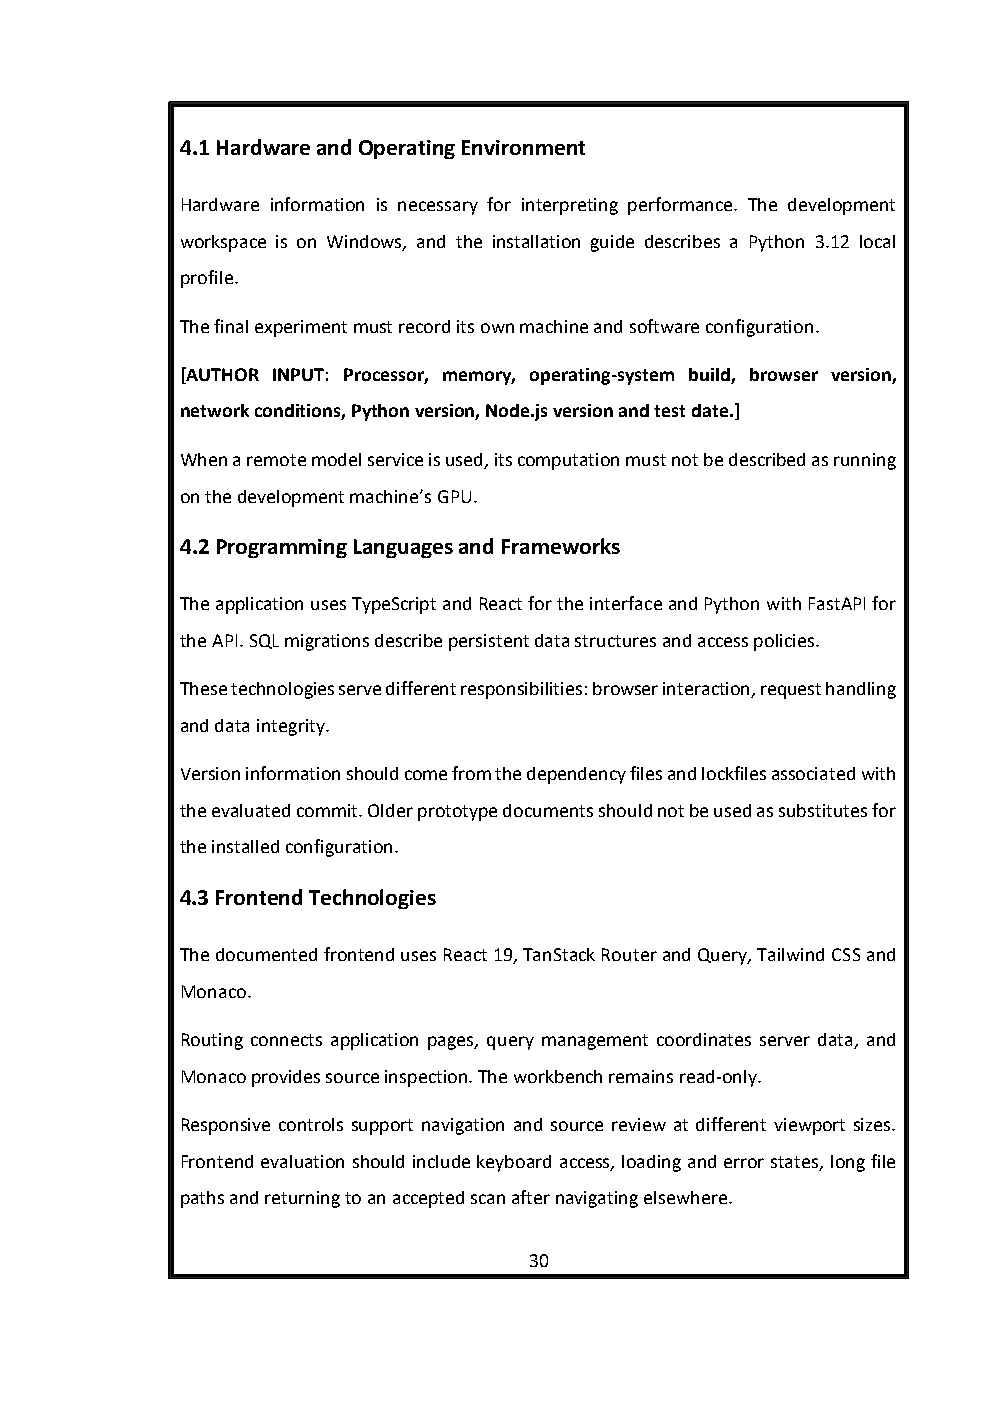 4.1 Hardware and Operating Environment
Hardware information is necessary for interpreting performance. The development
workspace is on Windows, and the installation guide describes a Python 3.12 local
profile.
The final experiment must record its own machine and software configuration.
[AUTHOR INPUT: Processor, memory, operating-system build, browser version,
network conditions, Python version, Node.js version and test date.]
When a remote model service is used, its computation must not be described as running
on the development machine’s GPU.
4.2 Programming Languages and Frameworks
The application uses TypeScript and React for the interface and Python with FastAPI for
the API. SQL migrations describe persistent data structures and access policies.
These technologies serve different responsibilities: browser interaction, request handling
and data integrity.
Version information should come from the dependency files and lockfiles associated with
the evaluated commit. Older prototype documents should not be used as substitutes for
the installed configuration.
4.3 Frontend Technologies
The documented frontend uses React 19, TanStack Router and Query, Tailwind CSS and
Monaco.
Routing connects application pages, query management coordinates server data, and
Monaco provides source inspection. The workbench remains read-only.
Responsive controls support navigation and source review at different viewport sizes.
Frontend evaluation should include keyboard access, loading and error states, long file
paths and returning to an accepted scan after navigating elsewhere.
30